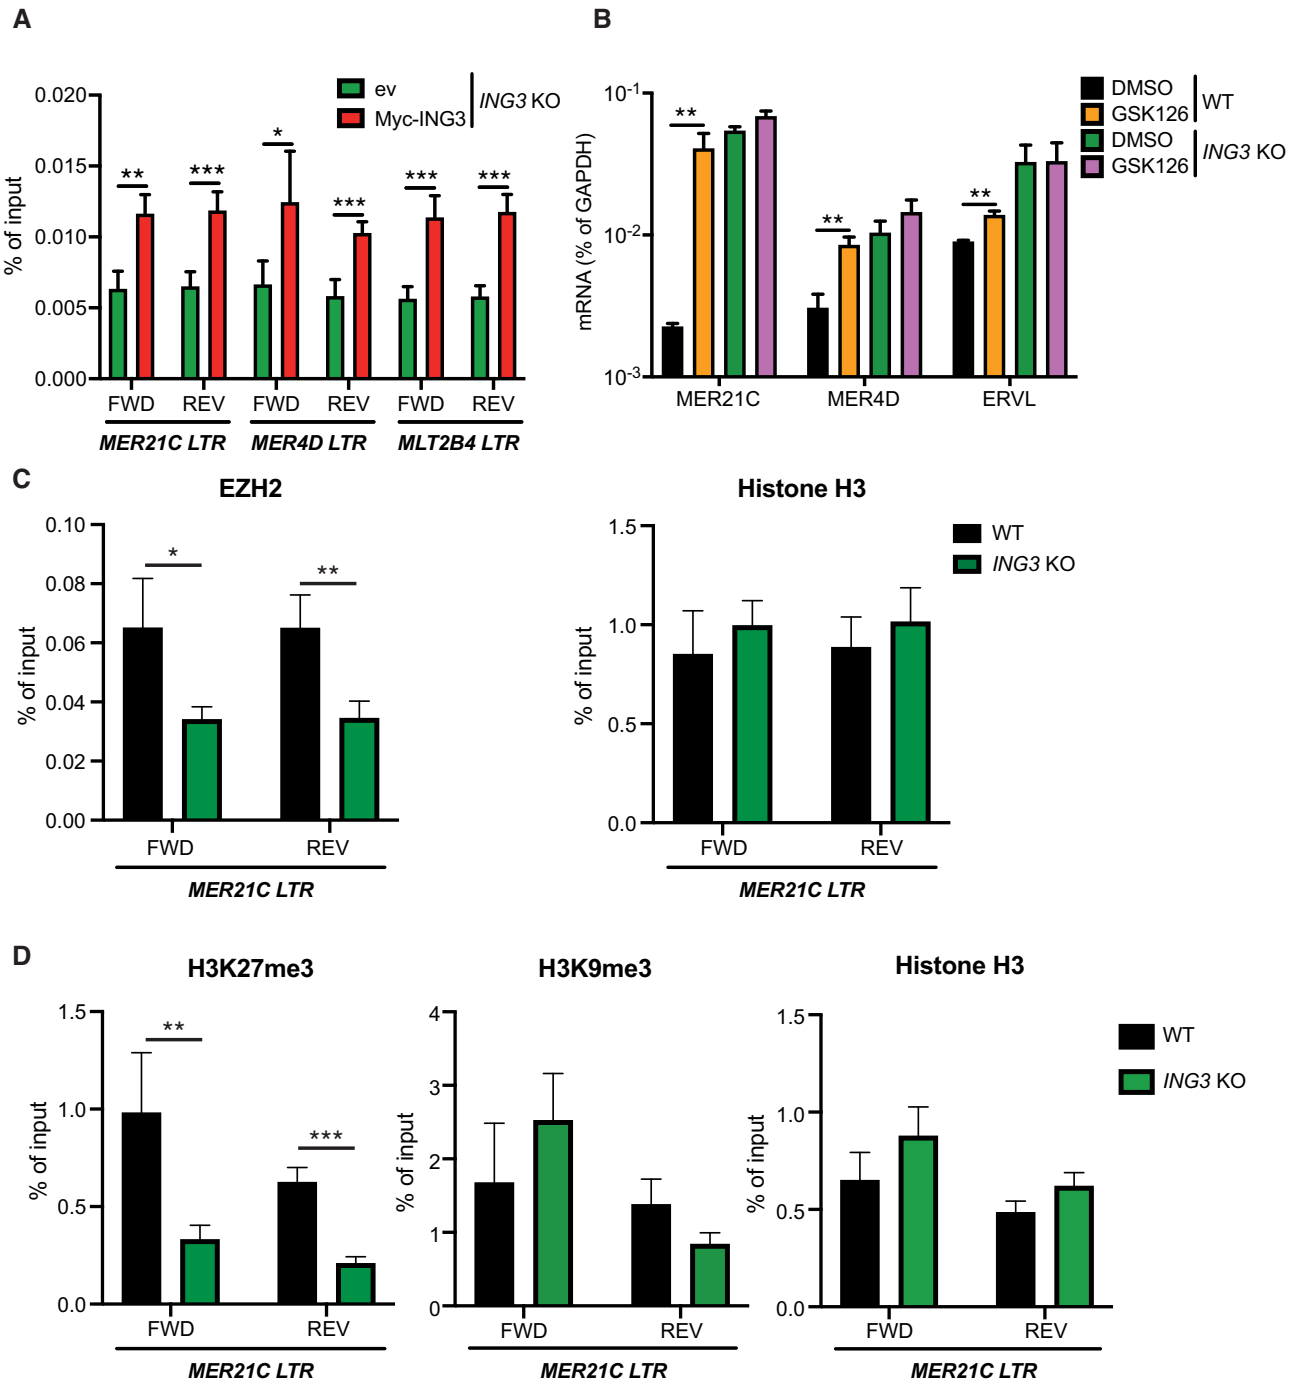 A
ev
Myc-ING3
ING3 KO
% of input
0.020
0.015
0.010
0.005
0.000
** *** * *** *** ***
FWD REV FWD REV FWD REV
MER21C LTR MER4D LTR MLT2B4 LTR
B
DMSO
GSK126
WT
DMSO
GSK126
ING3 KO
mRNA (% of GAPDH)
10-1
10-2
10-3
** ** **
MER21C MER4D ERVL
C
EZH2
% of input
0.10
0.08
0.06
0.04
0.02
0.00
* **
FWD REV
MER21C LTR
Histone H3
% of input
1.5
1.0
0.5
0.0
FWD REV
MER21C LTR
WT
ING3 KO
D
H3K27me3
% of input
1.5
1.0
0.5
0.0
** ***
FWD REV
MER21C LTR
H3K9me3
% of input
4
3
2
1
0
FWD REV
MER21C LTR
Histone H3
% of input
1.5
1.0
0.5
0.0
FWD REV
MER21C LTR
WT
ING3 KO